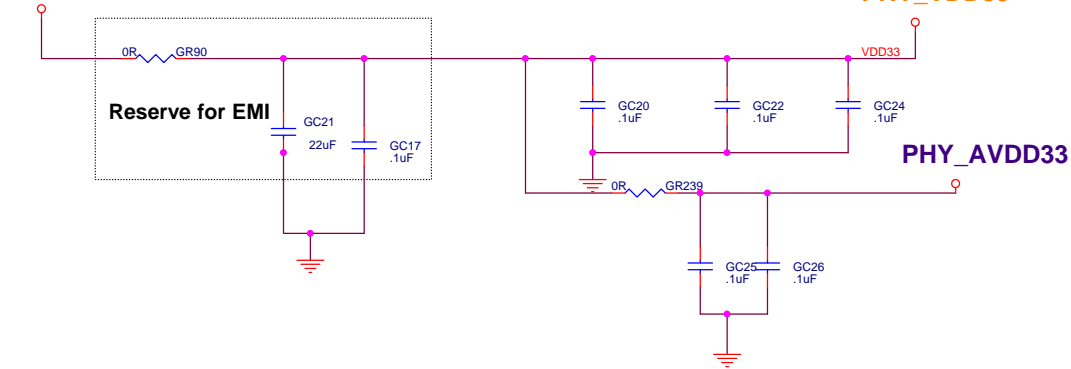 0R GR90
VDD33
Reserve for EMI
GC21
22uF
GC17
.1uF
GC20
.1uF
GC22
.1uF
GC24
.1uF
PHY_AVDD33
0R GR239
GC25
.1uF
GC26
.1uF